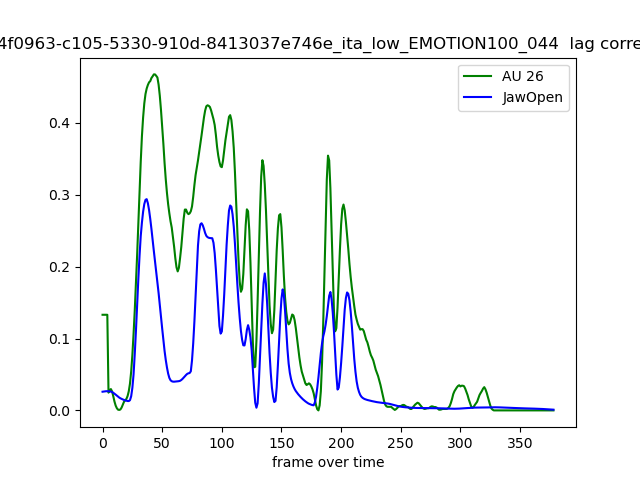 4f0963-c105-5330-910d-8413037e746e_ita_low_EMOTION100_044 lag corre
AU 26
JawOpen
0.4
0.3
0.2
0.1
0.0
0 50 100 150 200 250 300 350
frame over time